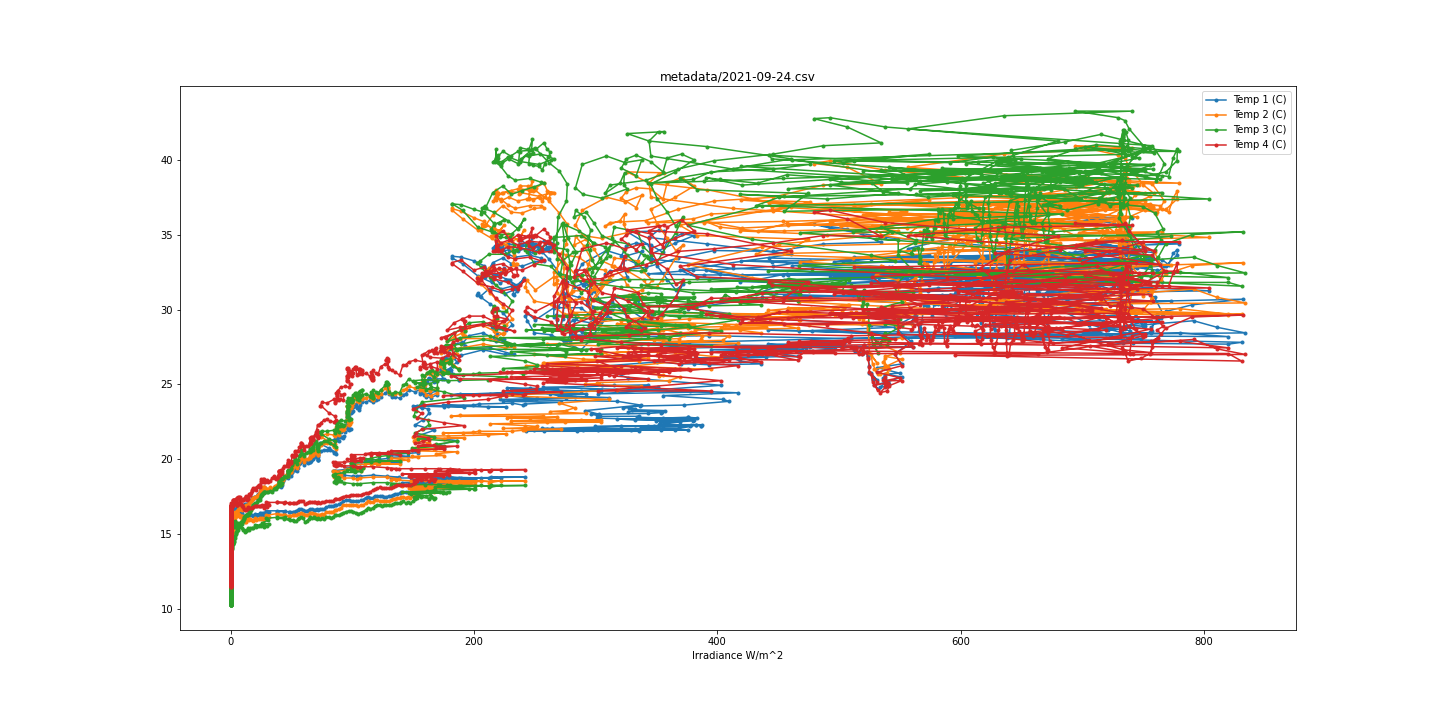 metadata/2021-09-24.csv
Temp 1 (C)
Temp 2 (C)
Temp 3 (C)
Temp 4 (C)
40
35
30
25
20
15
10
0 200 400 600 800
Irradiance W/m^2